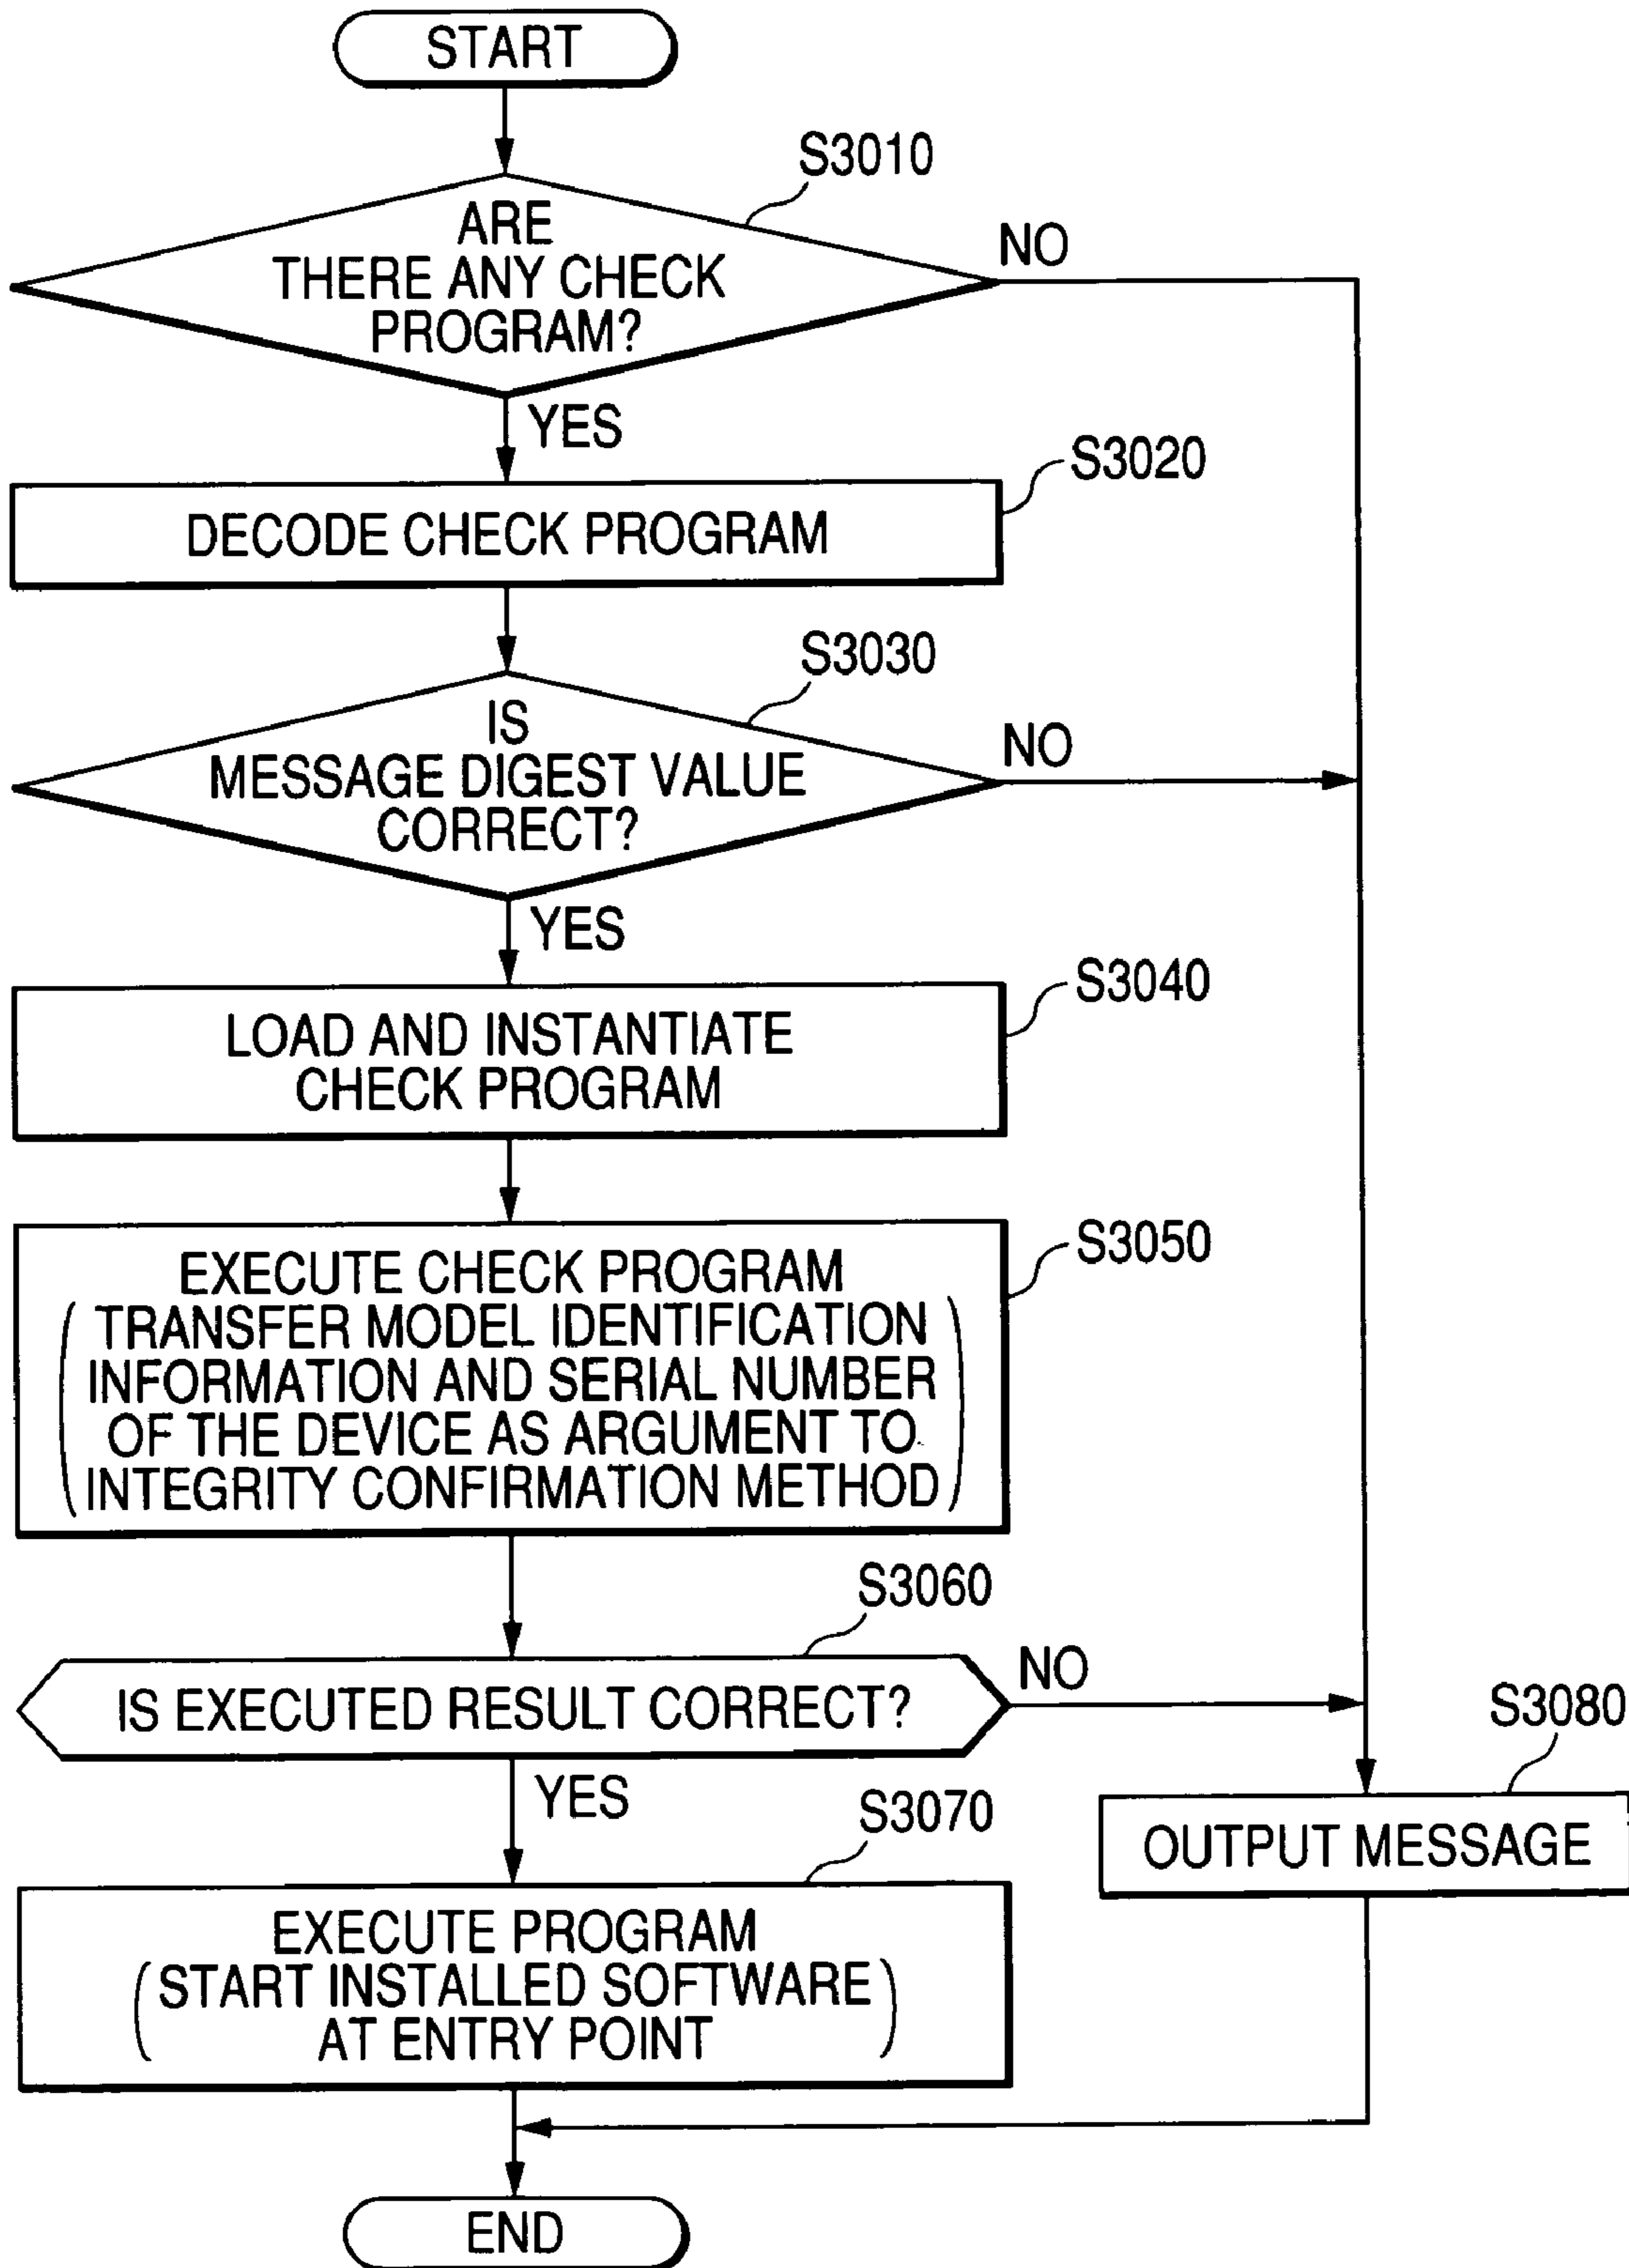 START
S3010
ARE
THERE ANY CHECK
PROGRAM?
NO
YES
S3020
DECODE CHECK PROGRAM
S3030
IS
MESSAGE DIGEST VALUE
CORRECT?
NO
YES
S3040
LOAD AND INSTANTIATE
CHECK PROGRAM
S3050
EXECUTE CHECK PROGRAM
(TRANSFER MODEL IDENTIFICATION
INFORMATION AND SERIAL NUMBER
OF THE DEVICE AS ARGUMENT TO
INTEGRITY CONFIRMATION METHOD)
S3060
IS EXECUTED RESULT CORRECT?
NO
YES
S3080
OUTPUT MESSAGE
S3070
EXECUTE PROGRAM
(START INSTALLED SOFTWARE
AT ENTRY POINT)
END